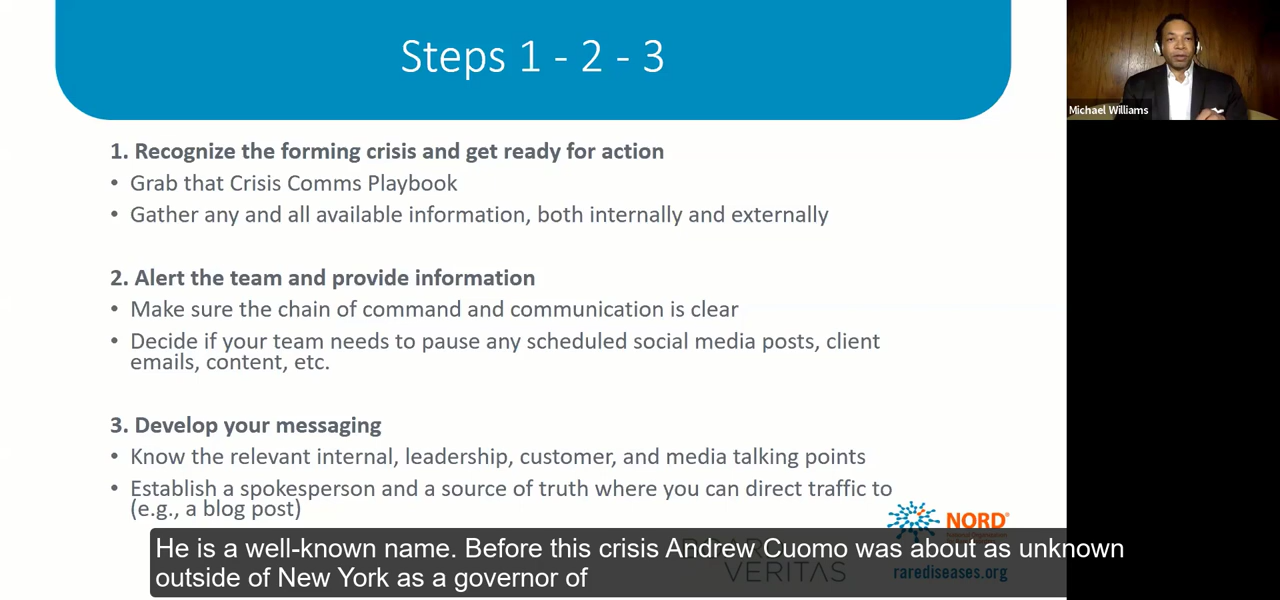 Steps 1 - 2 - 3
Michael Williams
1. Recognize the forming crisis and get ready for action
• Grab that Crisis Comms Playbook
• Gather any and all available information, both internally and externally
2. Alert the team and provide information
• Make sure the chain of command and communication is clear
• Decide if your team needs to pause any scheduled social media posts, client
emails, content, etc.
3. Develop your messaging
• Know the relevant internal, leadership, customer, and media talking points
• Establish a spokesperson and a source of truth where you can direct traffic to
(e.g., a blog post)
NORD®
VERITAS
rarediseases.org
He is a well-known name. Before this crisis Andrew Cuomo was about as unknown
outside of New York as a governor of